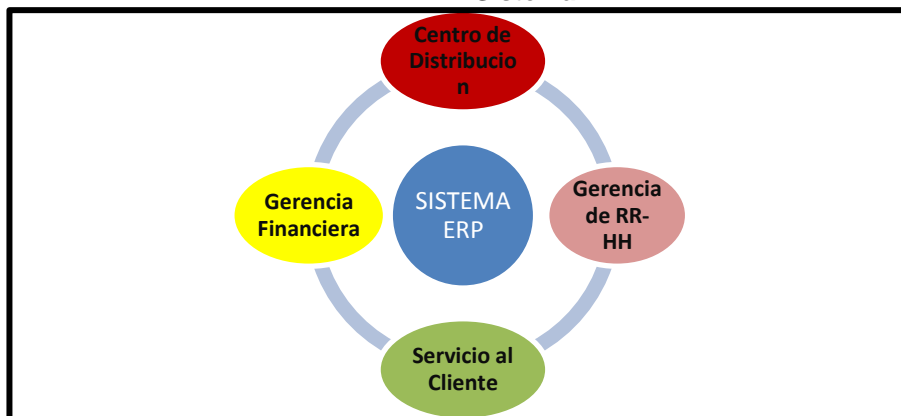 Centro de
Distribucio
n
Gerencia
Financiera
SISTEMA
ERP
Gerencia
de RR-
HH
Servicio al
Cliente